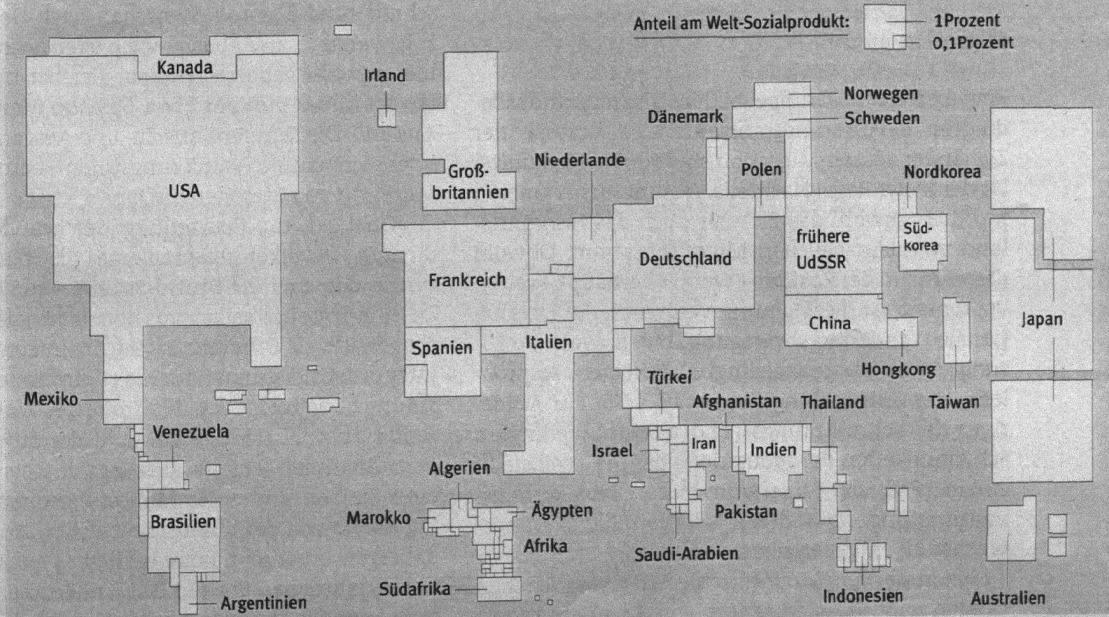 Anteil am Welt-Sozialprodukt:
1Prozent
0,1Prozent
Kanada
USA
Irland
Groß-
britannien
Dänemark
Norwegen
Schweden
Niederlande
Polen
Nordkorea
Süd-
korea
Frankreich
Deutschland
frühere
UdSSR
Spanien
Italien
China
Japan
Hongkong
Mexiko
Türkei
Afghanistan
Thailand
Taiwan
Venezuela
Israel
Iran
Indien
Algerien
Marokko
Ägypten
Pakistan
Brasilien
Afrika
Saudi-Arabien
Südafrika
Argentinien
Indonesien
Australien